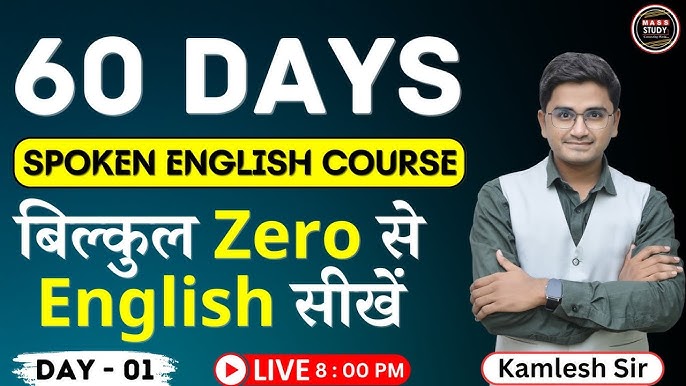 MASS
STUDY
60 DAYS
SPOKEN ENGLISH COURSE
बिल्कुल Zero से
English सीखें
DAY - 01
LIVE 8 : 00 PM
Kamlesh Sir